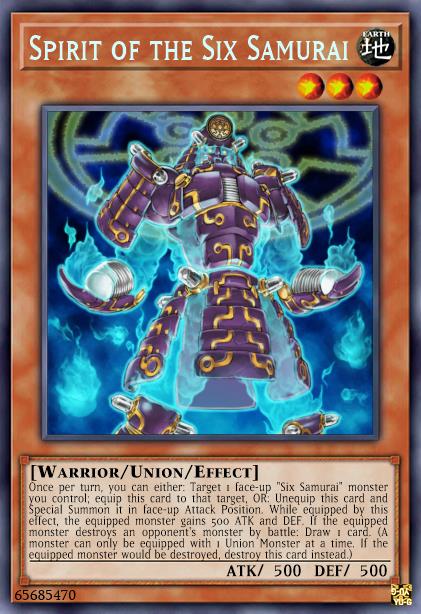 SPIRIT OF THE SIX SAMURAI
EARTH
地
[WARRIOR/UNION/EFFECT]
Once per turn, you can either: Target 1 face-up "Six Samurai" monster
you control; equip this card to that target, OR: Unequip this card and
Special Summon it in face-up Attack Position. While equipped by this
effect, the equipped monster gains 500 ATK and DEF. If the equipped
monster destroys an opponent's monster by battle: Draw 1 card. (A
monster can only be equipped with 1 Union Monster at a time. If the
equipped monster would be destroyed, destroy this card instead.)
ATK/ 500 DEF/ 500
65685470